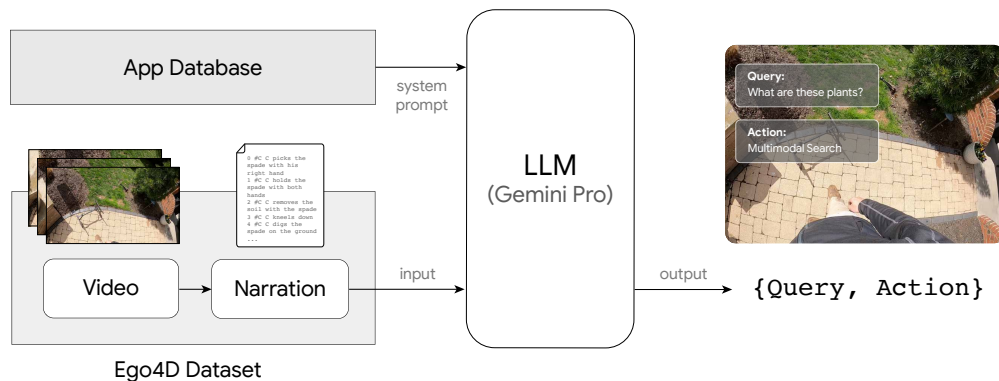 App Database
system
prompt
0 #C C picks the
spade with his
right hand
1 #C C holds the
spade with both
hands
2 #C C removes the
soil with the spade
3 #C C kneels down
4 #C C digs the
spade on the ground
...
Video
Narration
input
Ego4D Dataset
LLM
(Gemini Pro)
output
Query:
What are these plants?
Action:
Multimodal Search
{Query, Action}